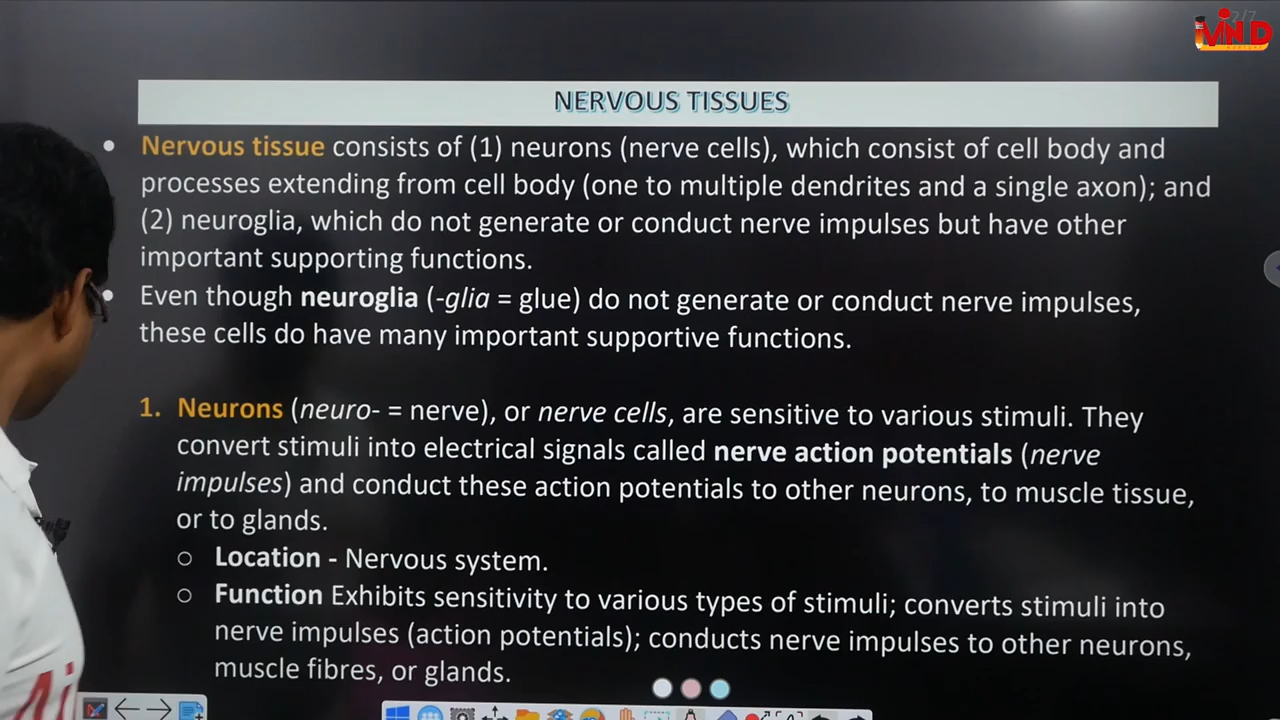 2/7
MIND
NERVOUS TISSUES
• Nervous tissue consists of (1) neurons (nerve cells), which consist of cell body and
processes extending from cell body (one to multiple dendrites and a single axon); and
(2) neuroglia, which do not generate or conduct nerve impulses but have other
important supporting functions.
• Even though neuroglia (-glia = glue) do not generate or conduct nerve impulses,
these cells do have many important supportive functions.
1. Neurons (neuro- = nerve), or nerve cells, are sensitive to various stimuli. They
convert stimuli into electrical signals called nerve action potentials (nerve
impulses) and conduct these action potentials to other neurons, to muscle tissue,
or to glands.
○ Location - Nervous system.
○ Function Exhibits sensitivity to various types of stimuli; converts stimuli into
nerve impulses (action potentials); conducts nerve impulses to other neurons,
muscle fibres, or glands.